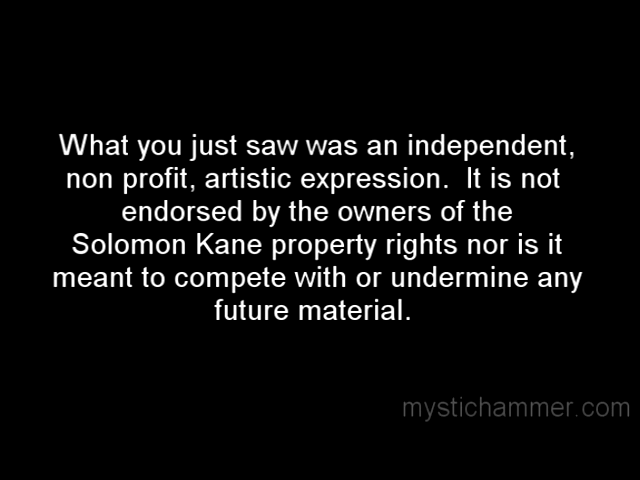 What you just saw was an independent,
non profit, artistic expression.  It is not
endorsed by the owners of the
Solomon Kane property rights nor is it
meant to compete with or undermine any
future material.
mystichammer.com